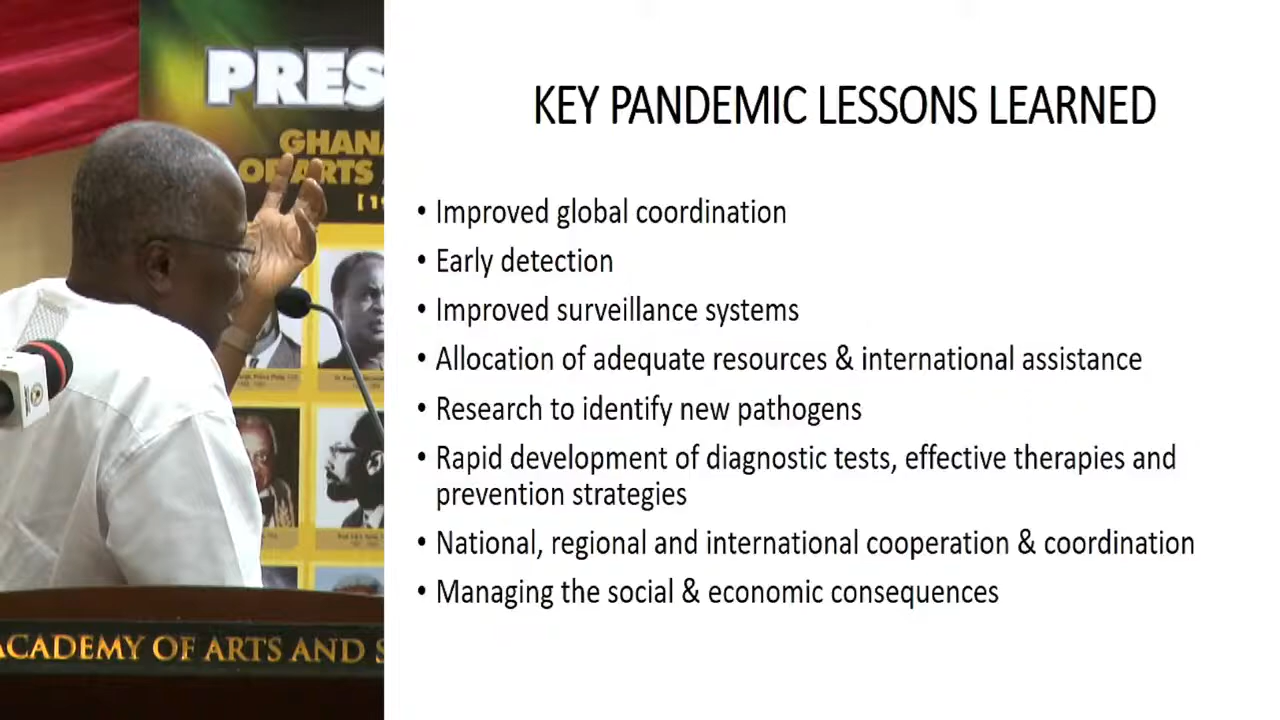 PRES
GHANA
OF ARTS
[19
KEY PANDEMIC LESSONS LEARNED
• Improved global coordination
• Early detection
• Improved surveillance systems
• Allocation of adequate resources & international assistance
• Research to identify new pathogens
• Rapid development of diagnostic tests, effective therapies and
prevention strategies
• National, regional and international cooperation & coordination
• Managing the social & economic consequences
ACADEMY OF ARTS AND S